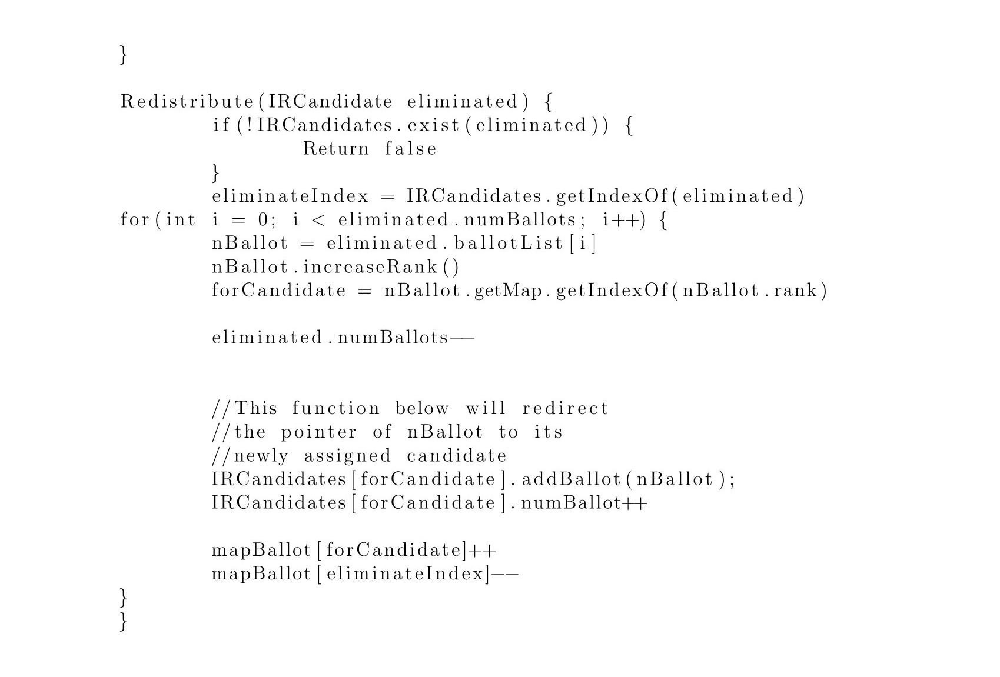 }
Redistribute(IRCandidate eliminated) {
if(!IRCandidates.exist(eliminated)) {
Return false
}
eliminateIndex = IRCandidates.getIndexOf(eliminated)
for(int i = 0; i < eliminated.numBallots; i++) {
nBallot = eliminated.ballotList[i]
nBallot.increaseRank()
forCandidate = nBallot.getMap.getIndexOf(nBallot.rank)
eliminated.numBallots--
//This function below will redirect
//the pointer of nBallot to its
//newly assigned candidate
IRCandidates[forCandidate].addBallot(nBallot);
IRCandidates[forCandidate].numBallot++
mapBallot[forCandidate]++
mapBallot[eliminateIndex]--
}
}